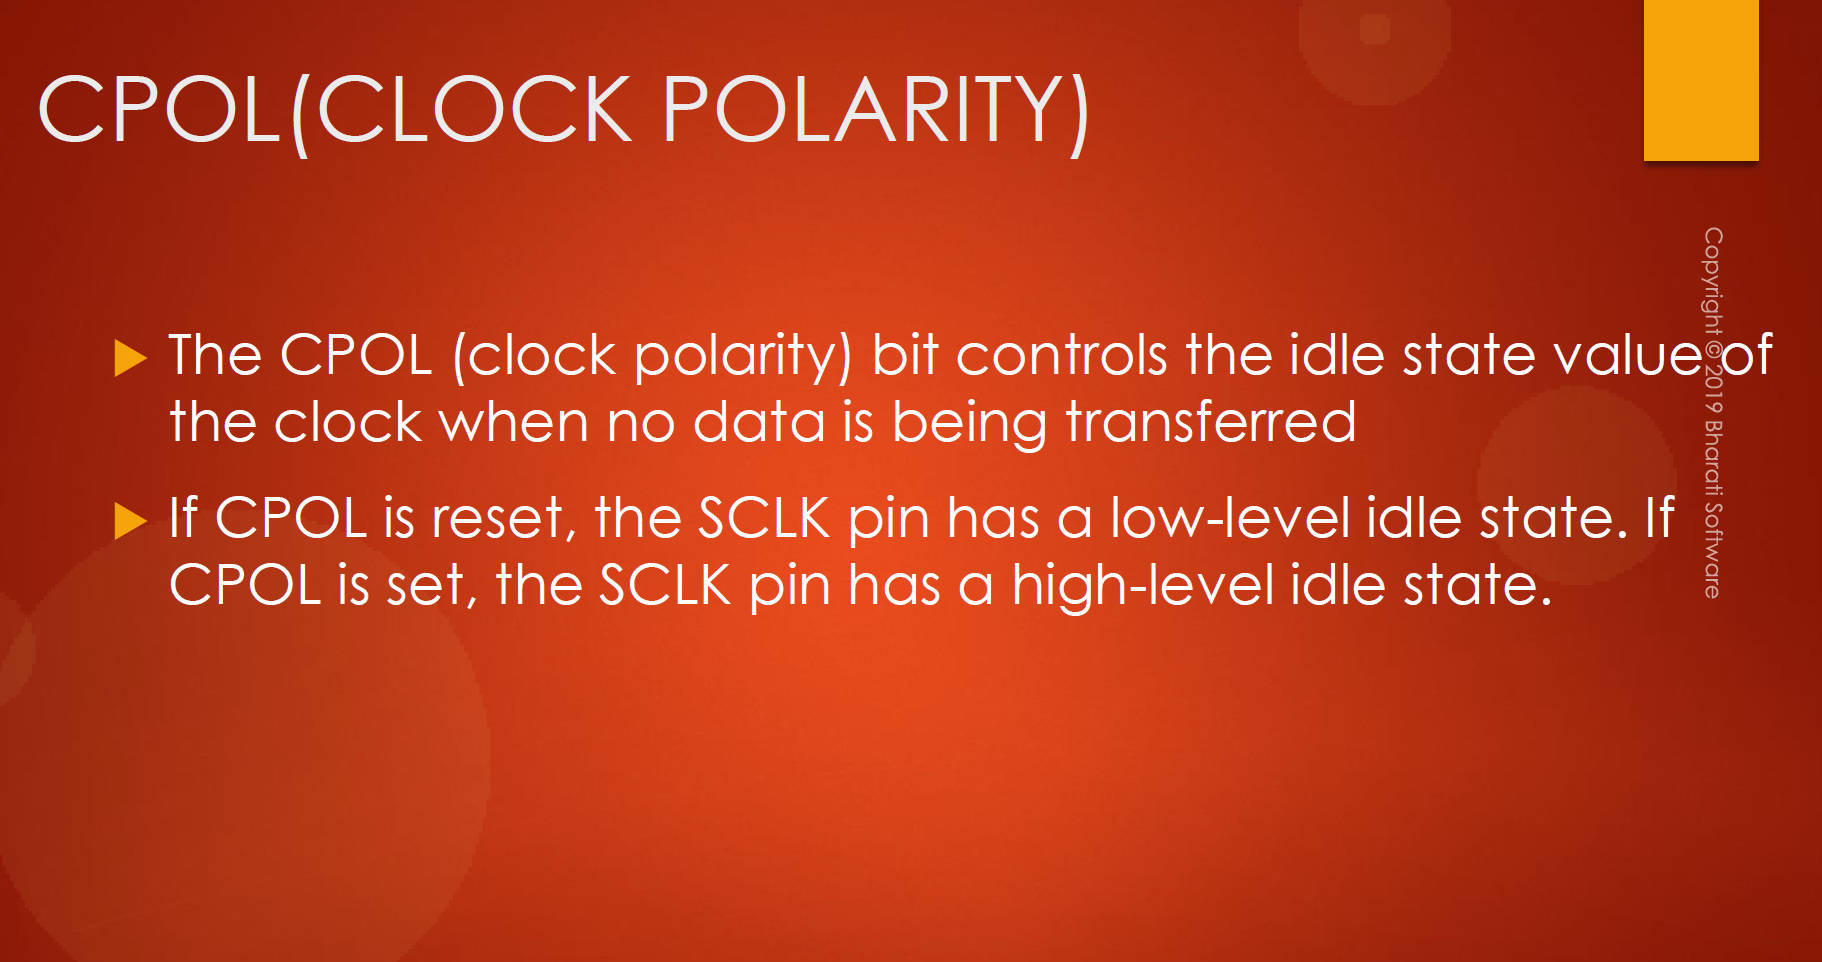 CPOL(CLOCK POLARITY)
The CPOL (clock polarity) bit controls the idle state value of
the clock when no data is being transferred
If CPOL is reset, the SCLK pin has a low-level idle state. If
CPOL is set, the SCLK pin has a high-level idle state.
Copyright © 2019 Bharati Software